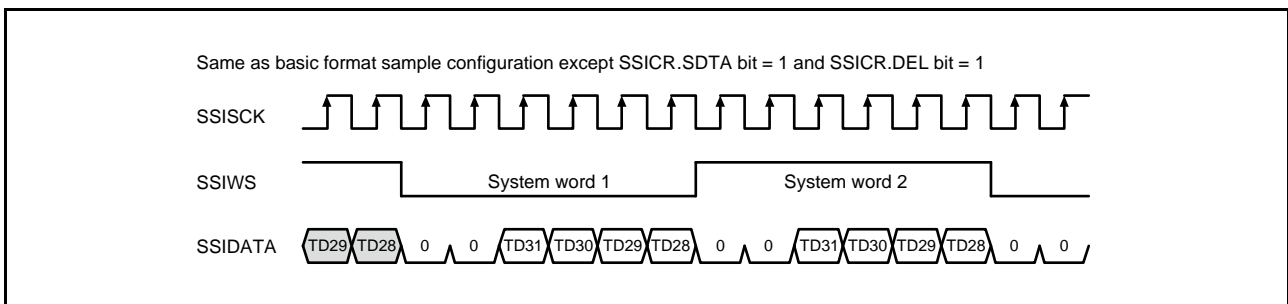 Same as basic format sample configuration except SSICR.SDTA bit = 1 and SSICR.DEL bit = 1
SSISCK
SSIWS System word 1 System word 2
SSIDATA TD29 TD28 0 0 TD31 TD30 TD29 TD28 0 0 TD31 TD30 TD29 TD28 0 0